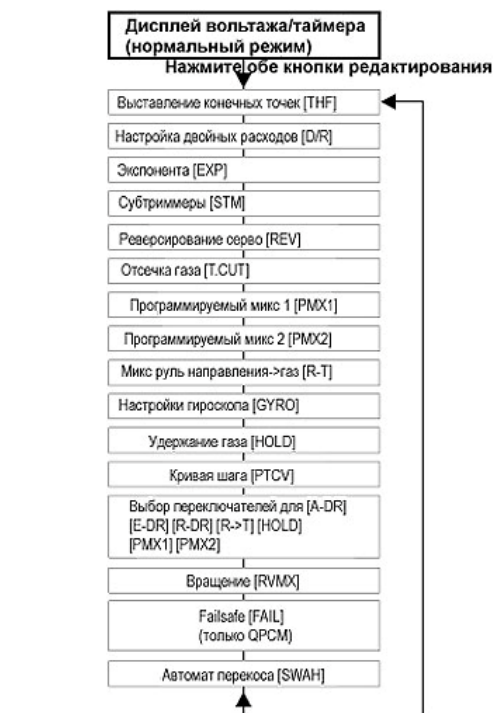 Дисплей вольтажа/таймера
(нормальный режим)
Нажмите обе кнопки редактирования
Выставление конечных точек [THF]
Настройка двойных расходов [D/R]
Экспонента [EXP]
Субтриммеры [STM]
Реверсирование серво [REV]
Отсечка газа [T.CUT]
Программируемый микс 1 [PMX1]
Программируемый микс 2 [PMX2]
Микс руль направления->газ [R-T]
Настройки гироскопа [GYRO]
Удержание газа [HOLD]
Кривая шага [PTCV]
Выбор переключателей для [A-DR]
[E-DR] [R-DR] [R->T] [HOLD]
[PMX1] [PMX2]
Вращение [RVMX]
Failsafe [FAIL]
(только QPCM)
Автомат перекоса [SWAH]